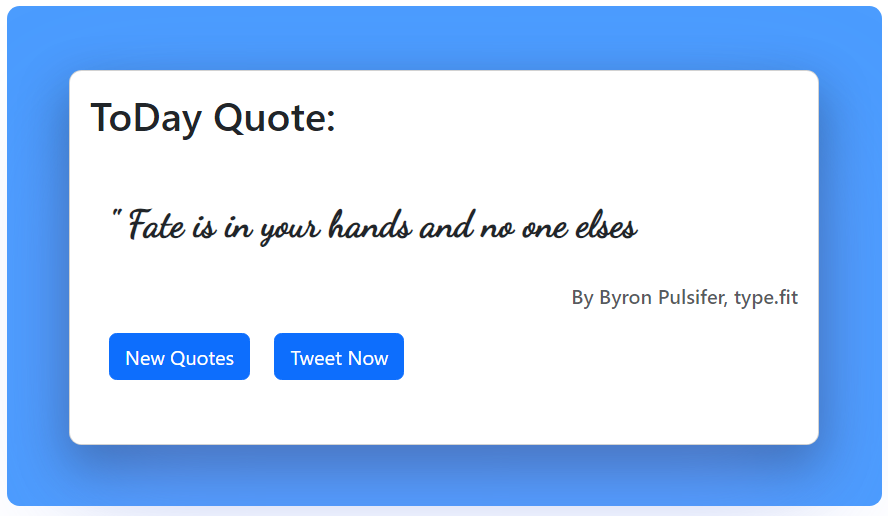 ToDay Quote:
" Fate is in your hands and no one elses
By Byron Pulsifer, type.fit
New Quotes
Tweet Now